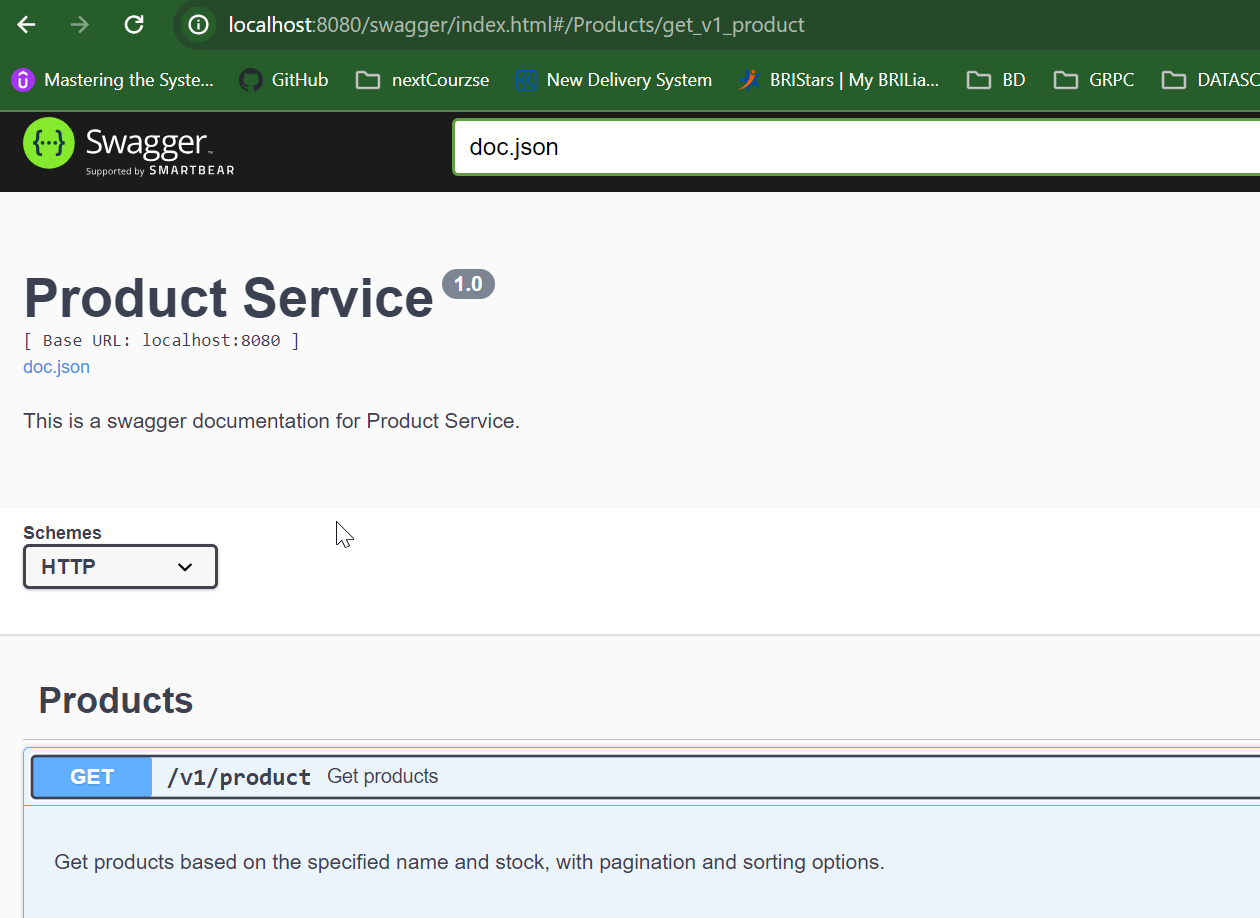 localhost:8080/swagger/index.html#/Products/get_v1_product
Mastering the Syste... GitHub nextCourzse New Delivery System BRIStars | My BRILia... BD GRPC DATASC
{···} Swagger™ doc.json
Supported by SMARTBEAR
Product Service 1.0
[ Base URL: localhost:8080 ]
doc.json
This is a swagger documentation for Product Service.
Schemes
HTTP
Products
GET /v1/product Get products
Get products based on the specified name and stock, with pagination and sorting options.